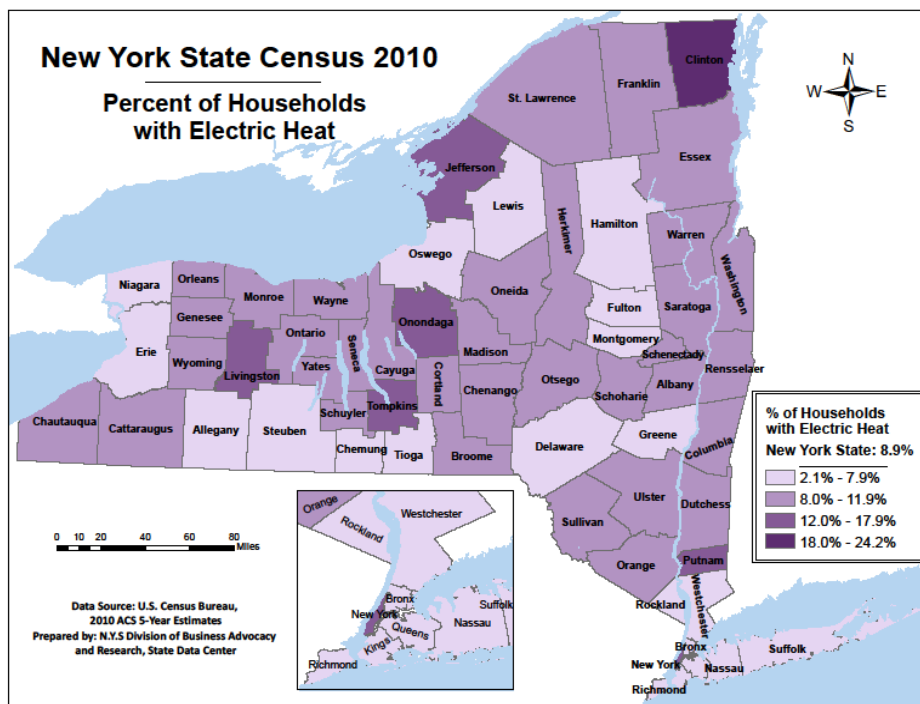 New York State Census 2010
Percent of Households
with Electric Heat
N
W
E
S
Clinton
Franklin
St. Lawrence
Essex
Jefferson
Lewis
Hamilton
Herkimer
Warren
Washington
Oswego
Oneida
Fulton
Saratoga
Niagara
Orleans
Monroe
Wayne
Genesee
Onondaga
Montgomery
Ontario
Seneca
Madison
Schenectady
Erie
Wyoming
Livingston
Yates
Cayuga
Cortland
Chenango
Otsego
Schoharie
Albany
Rensselaer
Schuyler
Tompkins
Chautauqua
Cattaraugus
Allegany
Steuben
Chemung
Tioga
Broome
Delaware
Greene
Columbia
Ulster
Dutchess
Sullivan
Orange
Putnam
Rockland
Westchester
Bronx
New York
Nassau
Suffolk
Richmond
% of Households
with Electric Heat
New York State: 8.9%
2.1% - 7.9%
8.0% - 11.9%
12.0% - 17.9%
18.0% - 24.2%
Orange
Rockland
Westchester
Bronx
New York
Queens
Kings
Nassau
Suffolk
Richmond
0 10 20 40 60 80
Miles
Data Source: U.S. Census Bureau,
2010 ACS 5-Year Estimates
Prepared by: N.Y.S Division of Business Advocacy
and Research, State Data Center